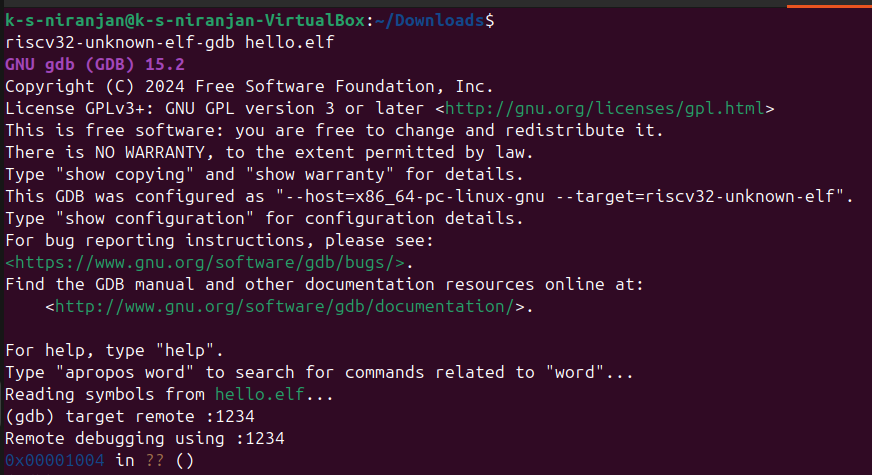 k-s-niranjan@k-s-niranjan-VirtualBox:~/Downloads$
riscv32-unknown-elf-gdb hello.elf
GNU gdb (GDB) 15.2
Copyright (C) 2024 Free Software Foundation, Inc.
License GPLv3+: GNU GPL version 3 or later <http://gnu.org/licenses/gpl.html>
This is free software: you are free to change and redistribute it.
There is NO WARRANTY, to the extent permitted by law.
Type "show copying" and "show warranty" for details.
This GDB was configured as "--host=x86_64-pc-linux-gnu --target=riscv32-unknown-elf".
Type "show configuration" for configuration details.
For bug reporting instructions, please see:
<https://www.gnu.org/software/gdb/bugs/>.
Find the GDB manual and other documentation resources online at:
    <http://www.gnu.org/software/gdb/documentation/>.

For help, type "help".
Type "apropos word" to search for commands related to "word"...
Reading symbols from hello.elf...
(gdb) target remote :1234
Remote debugging using :1234
0x00001004 in ?? ()